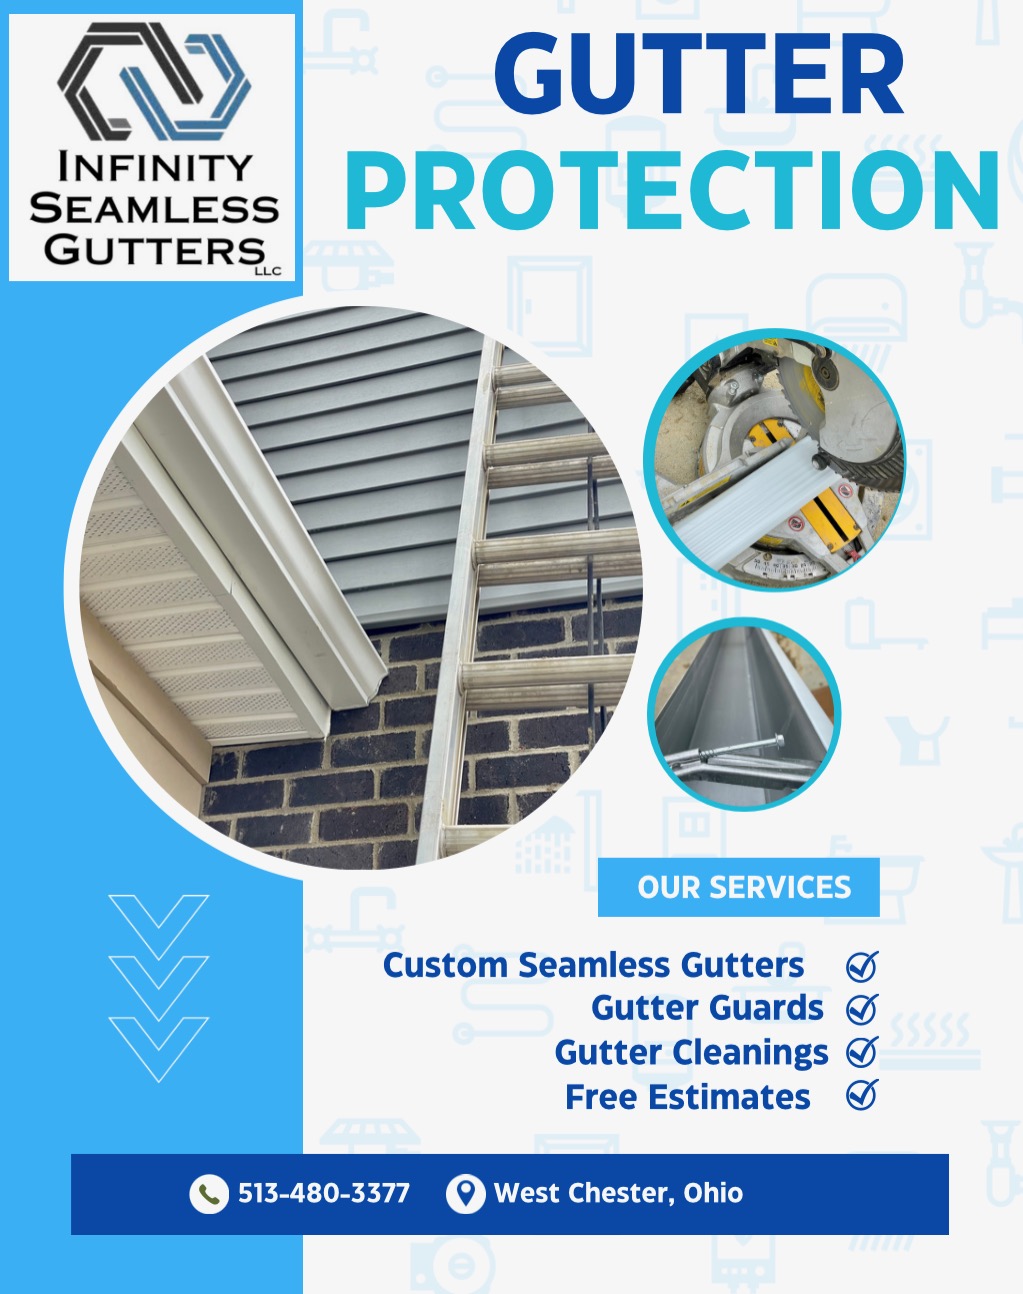 INFINITY
SEAMLESS
GUTTERS
LLC
GUTTER
PROTECTION
OUR SERVICES
Custom Seamless Gutters
Gutter Guards
Gutter Cleanings
Free Estimates
513-480-3377
West Chester, Ohio